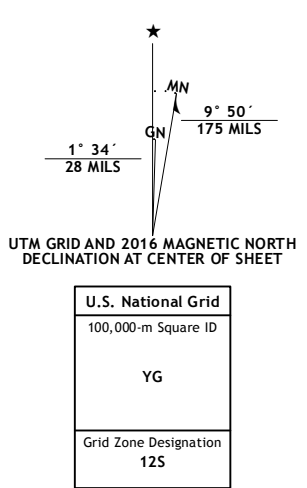 ★
MN
GN
9° 50´
175 MILS
1° 34´
28 MILS
UTM GRID AND 2016 MAGNETIC NORTH
DECLINATION AT CENTER OF SHEET
U.S. National Grid
100,000-m Square ID
YG
Grid Zone Designation
12S